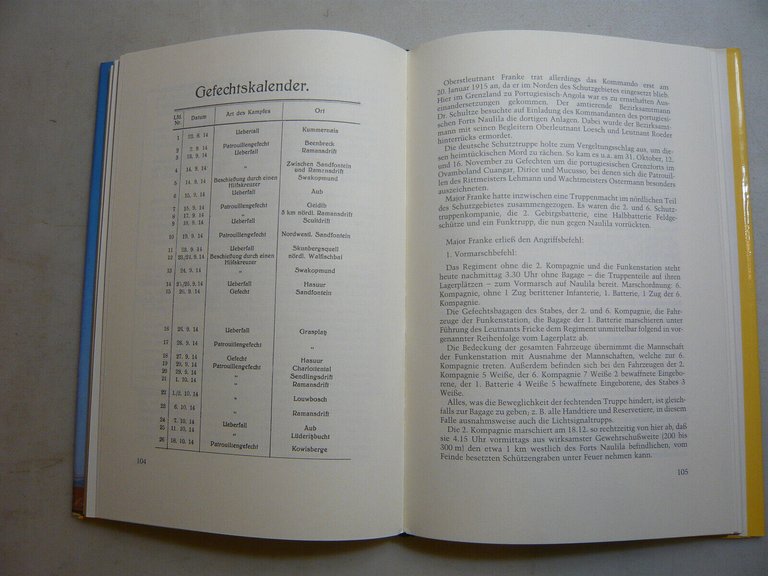 Gefechtskalender.
Lfd. Nr. Datum Art des Kampfes Ort
1 Ueberfall Kummernais
2 7. 9. 14 Patrouillengefecht Beenbreck
3 Ueberfall Ramansdrift
4 14. 9. 14 " Zwischen Sandfontein und Ramansdrift
5 14. 9. 14 Beschießung durch einen Hilfskreuzer Swakopmund
6 15. 9. 14 Ueberfall Aub
7 15. 9. 14 Patrouillengefecht
8 17. 9. 14 " 5 km nördl. Ramansdrift
9 18. 9. 14 Ueberfall
10 19. 9. 14 Patrouillengefecht Nordwestl. Sandfontein
11 Ueberfall
12 Beschießung durch einen Hilfskreuzer nördl. Walfischbai
13 24. 9. 14 " Swakopmund
14 Ueberfall Hasuur
15 26. 9. 14 Gefecht Sandfontein
16 24. 9. 14 Ueberfall Grasplatz
17 26. 9. 14 Patrouillengefecht "
18 27. 9. 14 Gefecht Hasuur
20 29. 9. 14 Patrouillengefecht Charlottental
21 1. 10. 14 " Ramansdrift
22 1./2. 10. 14 " Louwbosch
23 6. 10. 14 " Ramansdrift
24 7. 10. 14 Ueberfall Aub
25 11. 10. 14 " Lüderitzbucht
26 18. 10. 14 Patrouillengefecht Kowisberge
104
Oberstleutnant Franke trat allerdings das Kommando erst am
20. Januar 1915 an, da er im Norden des Schutzgebietes eingesetzt blieb.
Hier im Grenzland zu Portugiesisch-Angola war es zu ernsthaften Aus-
einandersetzungen gekommen. Der amtierende Bezirksamtmann
Dr. Schultze besuchte auf Einladung des Kommandanten des portugiesi-
schen Forts Naulila die dortigen Anlagen. Dabei wurde der Bezirksamt-
mann mit seinen Begleitern Oberleutnant Loesch und Leutnant Roeder
hinterrücks ermordet.
Die deutsche Schutztruppe holte zum Vergeltungsschlag aus, um die-
sen heimtückischen Mord zu rächen. So kam es u.a. am 31. Oktober, 12.
und 16. November zu Gefechten um die portugiesischen Grenzforts im
Ovamboland Cuangar, Dirico und Mucusso, bei denen sich die Patrouil-
len des Rittmeisters Lehmann und Wachtmeisters Ostermann besonders
auszeichneten.
Major Franke hatte inzwischen eine Truppenmacht im nördlichen Teil
des Schutzgebietes zusammengezogen. Es waren die 2. und 6. Schutz-
truppenkompanie, die 2. Gebirgsbatterie, eine Halbbatterie Feldge-
schütze und ein Funktrupp, die nun gegen Naulila vorrückten.
Major Franke erließ den Angriffsbefehl:
1. Vormarschbefehl:
Das Regiment ohne die 2. Kompagnie und die Funkenstation steht
heute nachmittag 3.30 Uhr ohne Bagage – die Truppenteile auf ihren
Lagerplätzen – zum Vormarsch auf Naulila bereit. Marschordnung: 6.
Kompagnie, ohne 1 Zug berittener Infanterie, 1. Batterie, 1 Zug der 6.
Kompagnie.
Die Gefechtsbagagen des Stabes, der 2. und 6. Kompagnie, die Fahr-
zeuge der Funkenstation, die Bagage der 1. Batterie marschieren unter
Führung des Leutnants Fricke dem Regiment unmittelbar folgend in vor-
genannter Reihenfolge vom Lagerplatz ab.
Die Bedeckung der gesamten Fahrzeuge übernimmt die Mannschaft
der Funkenstation mit Ausnahme der Mannschaften, welche zur 6.
Kompagnie treten. Außerdem befinden sich bei den Fahrzeugen der 2.
Kompagnie 5 Weiße, der 6. Kompagnie 7 Weiße 2 bewaffnete Eingebore-
ne, der 1. Batterie 4 Weiße 5 bewaffnete Eingeborene, des Stabes 3
Weiße.
Alles, was die Beweglichkeit der fechtenden Truppe hindert, ist gleich-
falls zur Bagage zu geben; z. B. alle Handtiere und Reservetiere, in diesem
Falle ausnahmsweise auch die Lichtsignaltrupps.
Die 2. Kompagnie marschiert am 18.12. so rechtzeitig von hier ab, daß
sie 4.15 Uhr vormittags aus wirksamster Gewehrschußweite (200 bis
300 m) den etwa 1 km westlich des Forts Naulila befindlichen, vom
Feinde besetzten Schützengraben unter Feuer nehmen kann.
105